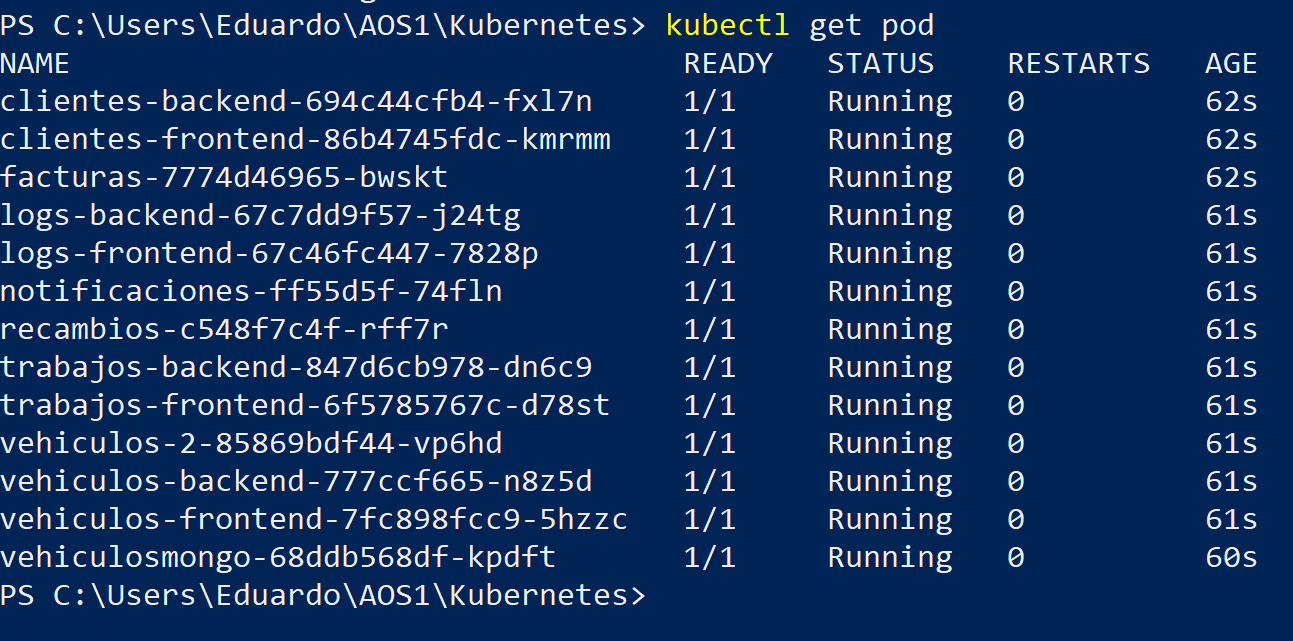 PS C:\Users\Eduardo\AOS1\Kubernetes> kubectl get pod
NAME READY STATUS RESTARTS AGE
clientes-backend-694c44cfb4-fxl7n 1/1 Running 0 62s
clientes-frontend-86b4745fdc-kmrmm 1/1 Running 0 62s
facturas-7774d46965-bwskt 1/1 Running 0 62s
logs-backend-67c7dd9f57-j24tg 1/1 Running 0 61s
logs-frontend-67c46fc447-7828p 1/1 Running 0 61s
notificaciones-ff55d5f-74fln 1/1 Running 0 61s
recambios-c548f7c4f-rff7r 1/1 Running 0 61s
trabajos-backend-847d6cb978-dn6c9 1/1 Running 0 61s
trabajos-frontend-6f5785767c-d78st 1/1 Running 0 61s
vehiculos-2-85869bdf44-vp6hd 1/1 Running 0 61s
vehiculos-backend-777ccf665-n8z5d 1/1 Running 0 61s
vehiculos-frontend-7fc898fcc9-5hzzc 1/1 Running 0 61s
vehiculosmongo-68ddb568df-kpdft 1/1 Running 0 60s
PS C:\Users\Eduardo\AOS1\Kubernetes>